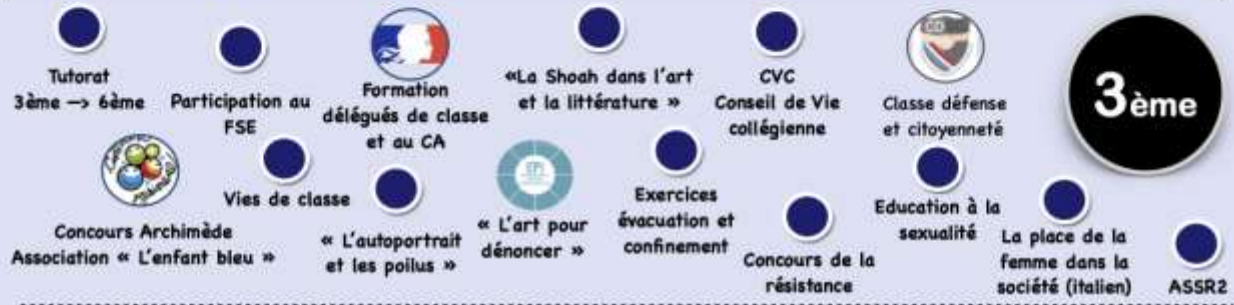 Tutorat
3ème —> 6ème
Participation au
FSE
Formation
délégués de classe
et au CA
«La Shoah dans l'art
et la littérature »
CVC
Conseil de Vie
collégienne
CD
Classe défense
et citoyenneté
3ème
Concours Archimède
Association « L'enfant bleu »
Vies de classe
« L'autoportrait
et les poilus »
EPI
« L'art pour
dénoncer »
Exercices
évacuation et
confinement
Concours de la
résistance
Education à la
sexualité
La place de la
femme dans la
société (italien)
ASSR2